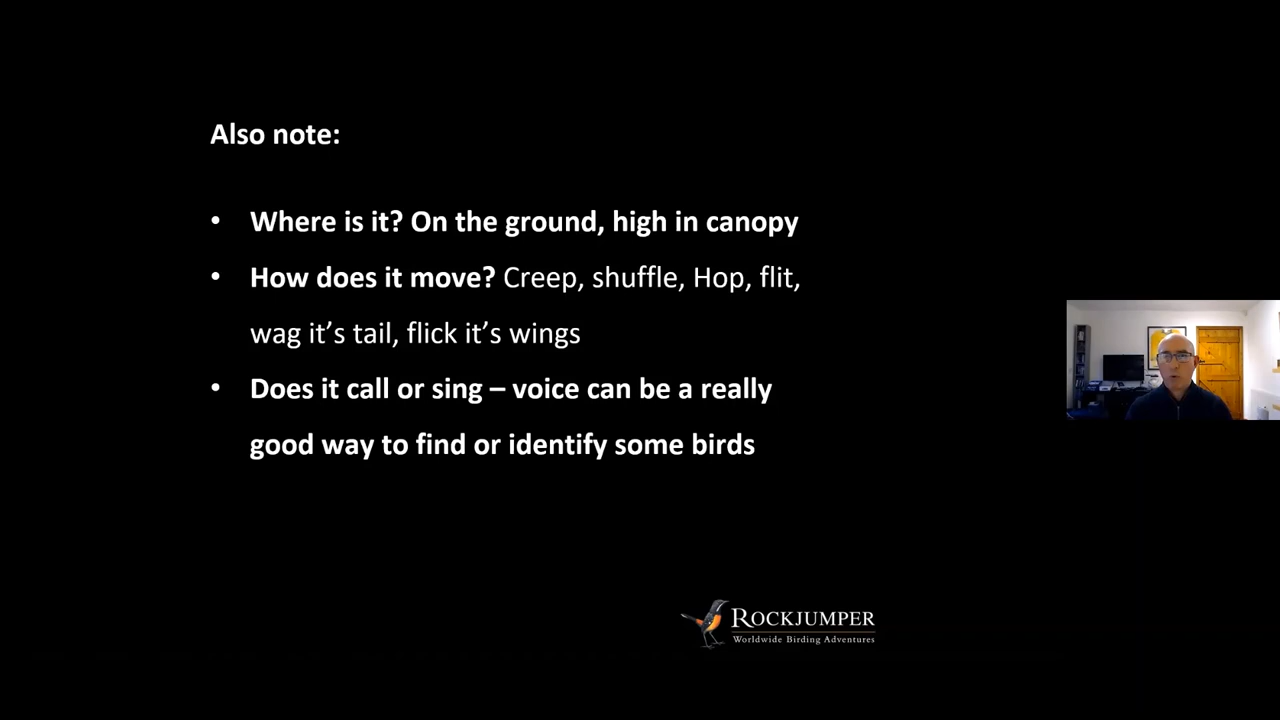 Also note:
• Where is it? On the ground, high in canopy
• How does it move? Creep, shuffle, Hop, flit,
wag it’s tail, flick it’s wings
• Does it call or sing – voice can be a really
good way to find or identify some birds
ROCKJUMPER
Worldwide Birding Adventures